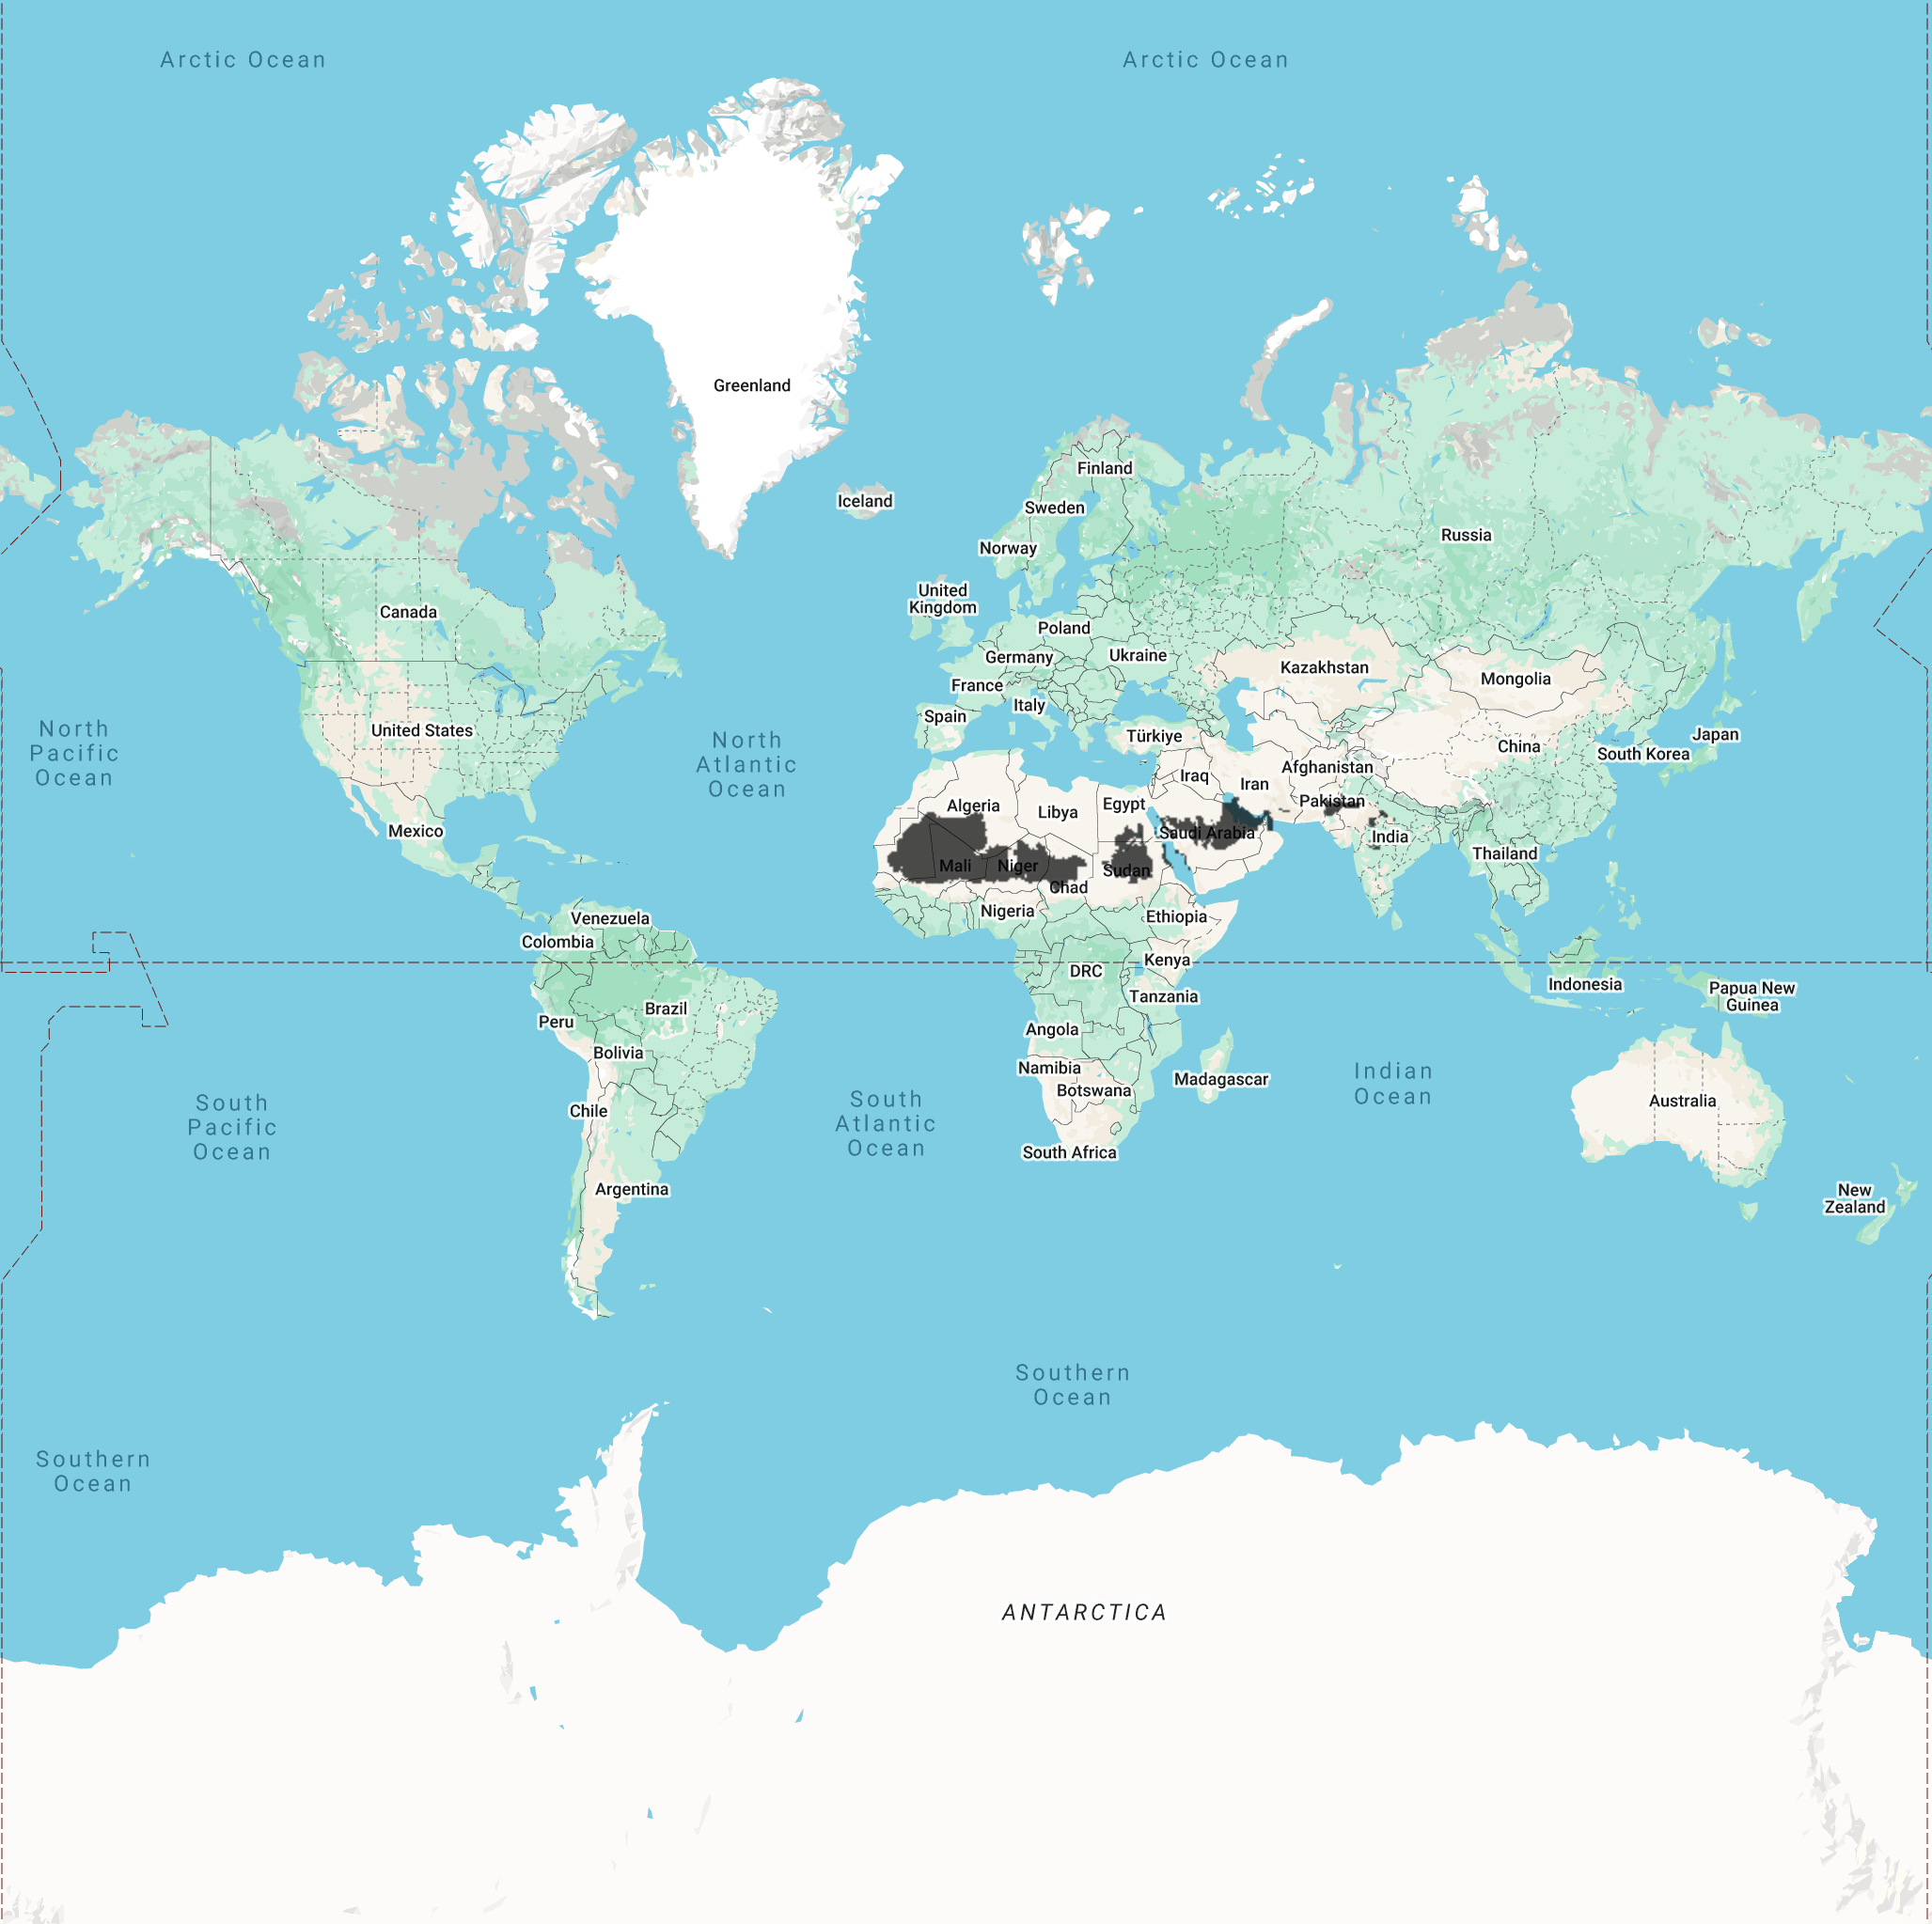 Arctic Ocean
Arctic Ocean
Greenland
Finland
Iceland
Sweden
Russia
Norway
United
Kingdom
Canada
Poland
Germany
Ukraine
Kazakhstan
Mongolia
France
Italy
Spain
North
Pacific
Ocean
United States
North
Atlantic
Ocean
Türkiye
China
South Korea
Japan
Iraq
Iran
Afghanistan
Algeria
Libya
Egypt
Pakistan
Mexico
Saudi Arabia
India
Thailand
Mali
Niger
Sudan
Chad
Nigeria
Ethiopia
Venezuela
Colombia
Kenya
DRC
Indonesia
Papua New
Guinea
Tanzania
Brazil
Peru
Angola
Bolivia
Namibia
Botswana
Madagascar
Indian
Ocean
Chile
Australia
South
Pacific
Ocean
South
Atlantic
Ocean
South Africa
Argentina
New
Zealand
Southern
Ocean
Southern
Ocean
ANTARCTICA